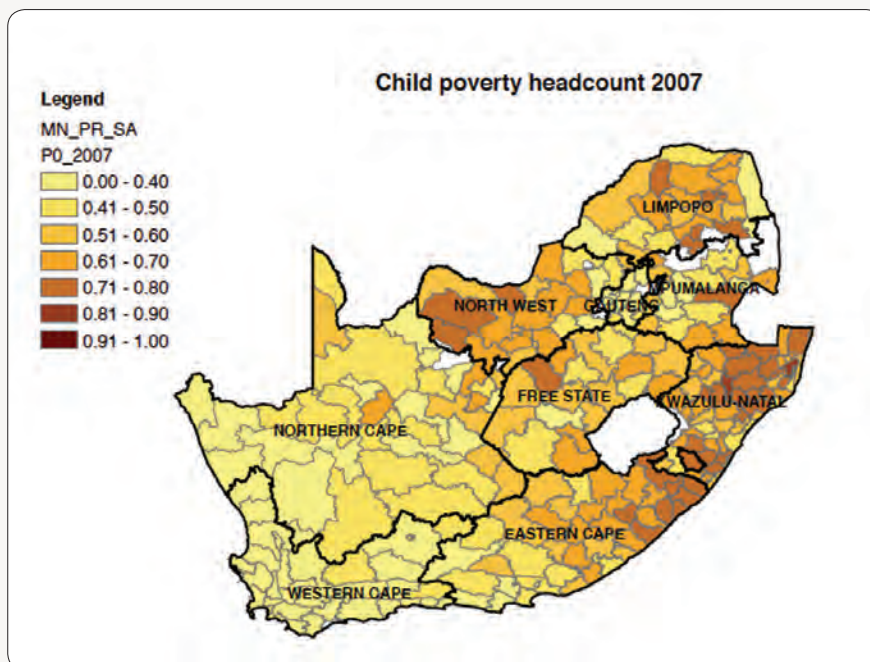 Child poverty headcount 2007
Legend
MN_PR_SA
P0_2007
0.00 - 0.40
0.41 - 0.50
0.51 - 0.60
0.61 - 0.70
0.71 - 0.80
0.81 - 0.90
0.91 - 1.00
LIMPOPO
NORTH WEST
GAUTENG
MPUMALANGA
FREE STATE
WAZULU-NATAL
NORTHERN CAPE
EASTERN CAPE
WESTERN CAPE